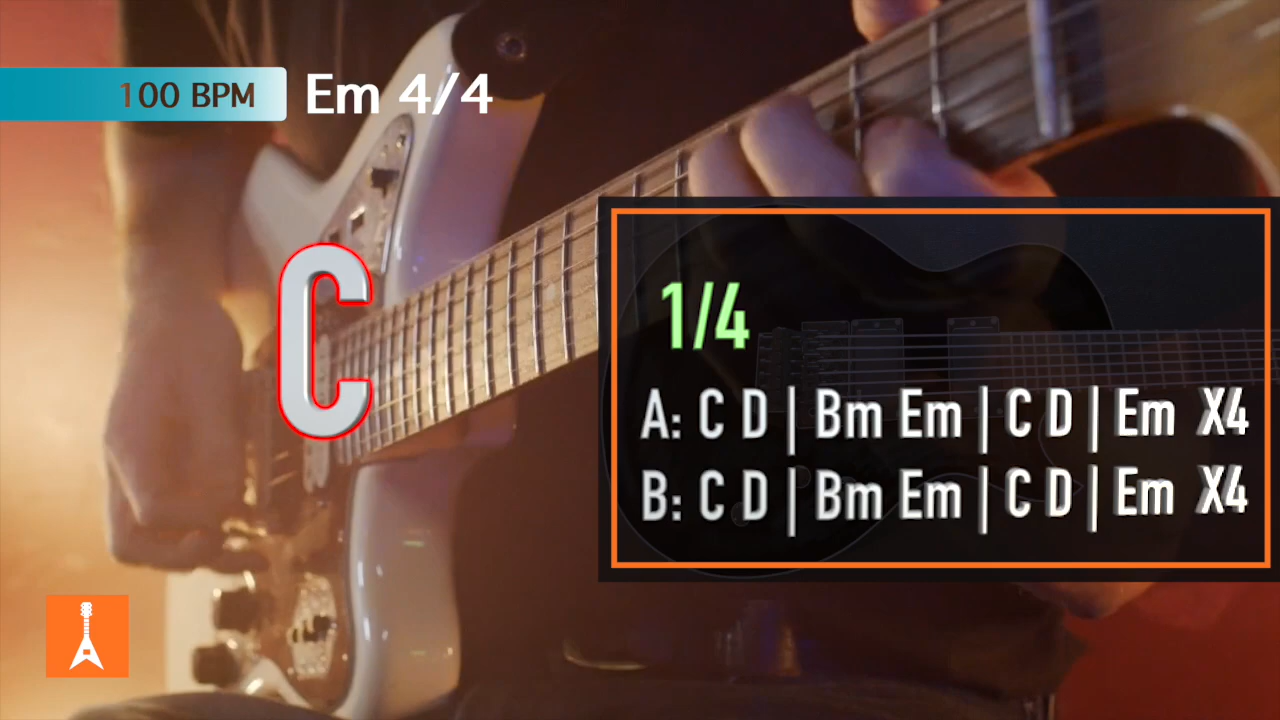 100 BPM Em 4/4
C
1/4
A: C D | Bm Em | C D | Em X4
B: C D | Bm Em | C D | Em X4